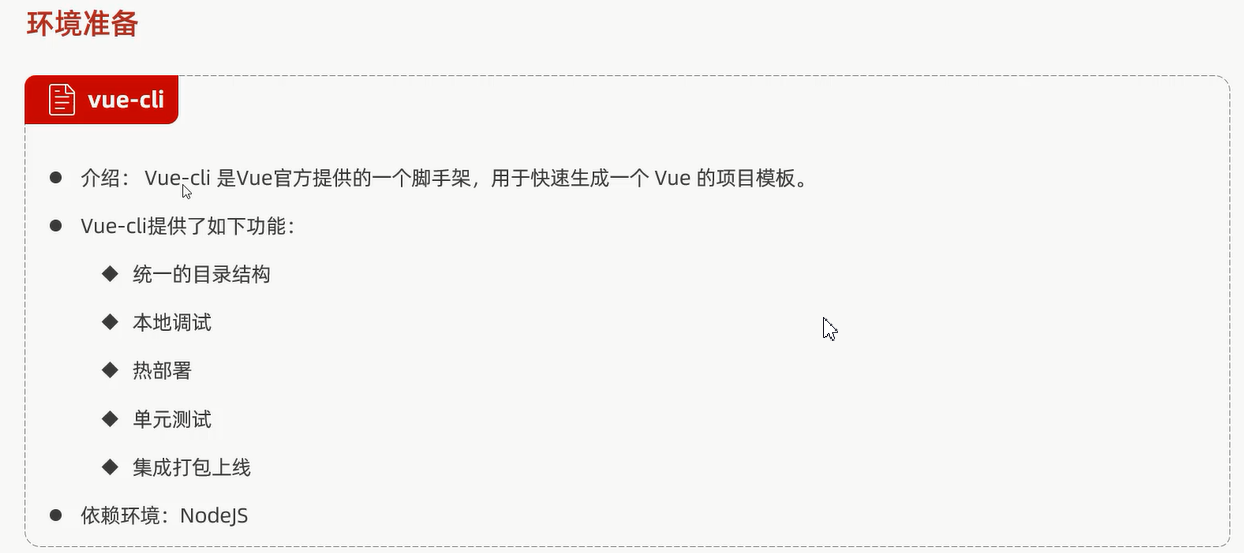 环境准备
vue-cli
● 介绍： Vue-cli 是Vue官方提供的一个脚手架，用于快速生成一个 Vue 的项目模板。
● Vue-cli提供了如下功能：
◆ 统一的目录结构
◆ 本地调试
◆ 热部署
◆ 单元测试
◆ 集成打包上线
● 依赖环境：NodeJS